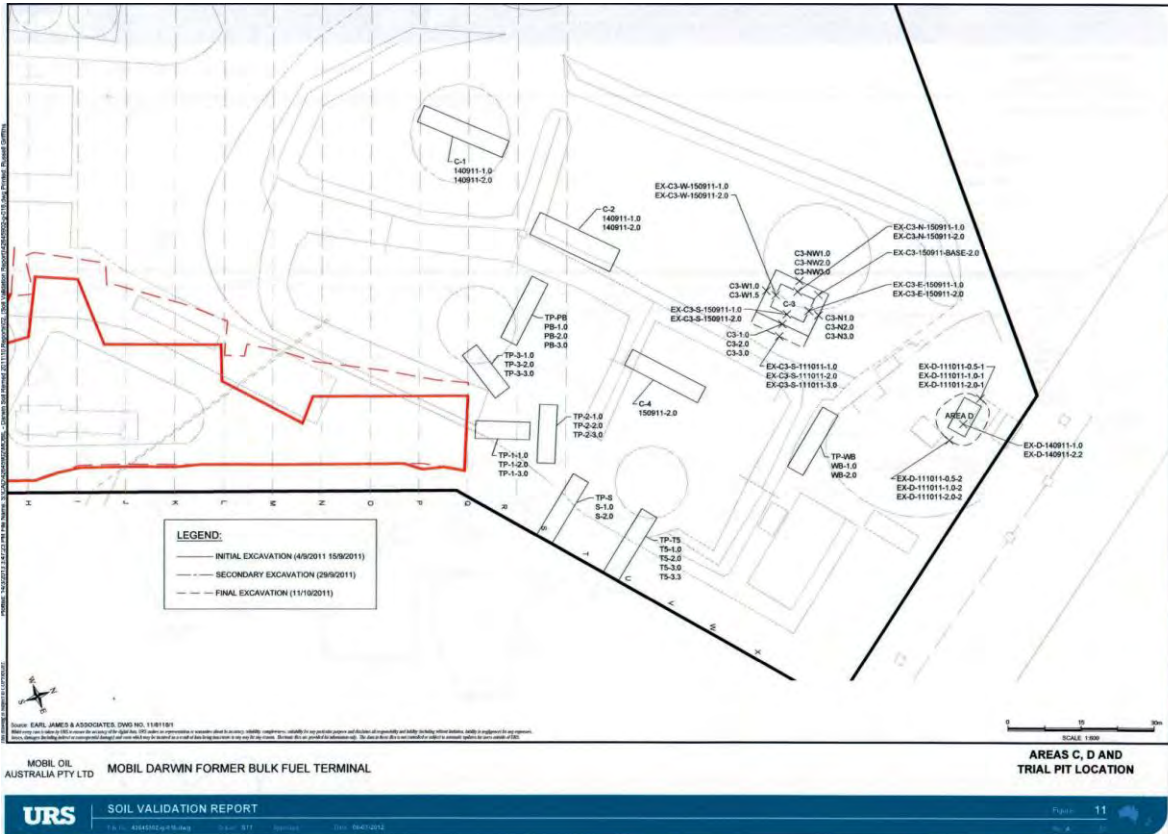 C-1
140911-1.0
140911-2.0
C-2
140911-1.0
140911-2.0
EX-C3-W-150911-1.0
EX-C3-W-150911-2.0
C3-NW1.0
C3-NW2.0
C3-NW3.0
EX-C3-N-150911-1.0
EX-C3-N-150911-2.0
EX-C3-150911-BASE-2.0
C3-W1.0
C3-W1.5
C-3
EX-C3-E-150911-1.0
EX-C3-E-150911-2.0
EX-C3-S-150911-1.0
EX-C3-S-150911-2.0
C3-N1.0
C3-N2.0
C3-N3.0
C3-1.0
C3-2.0
C3-3.0
EX-C3-S-111011-1.0
EX-C3-S-111011-2.0
EX-C3-S-111011-3.0
TP-PB
PB-1.0
PB-2.0
PB-3.0
TP-3-1.0
TP-3-2.0
TP-3-3.0
C-4
150911-2.0
EX-D-111011-0.5-1
EX-D-111011-1.0-1
EX-D-111011-2.0-1
AREA D
EX-D-140911-1.0
EX-D-140911-2.2
TP-2-1.0
TP-2-2.0
TP-2-3.0
TP-1-1.0
TP-1-2.0
TP-1-3.0
TP-WB
WB-1.0
WB-2.0
EX-D-111011-0.5-2
EX-D-111011-1.0-2
EX-D-111011-2.0-2
TP-S
S-1.0
S-2.0
TP-T5
T5-1.0
T5-2.0
T5-3.0
T5-3.3
H I J K L M N O P Q R S T U V W X
LEGEND:
INITIAL EXCAVATION (4/9/2011 15/9/2011)
SECONDARY EXCAVATION (29/9/2011)
FINAL EXCAVATION (11/10/2011)
W
N
S
E
Source: EARL JAMES & ASSOCIATES. DWG NO. 11/8118/1
0 15 30m
SCALE 1:600
MOBIL OIL
AUSTRALIA PTY LTD
MOBIL DARWIN FORMER BULK FUEL TERMINAL
AREAS C, D AND
TRIAL PIT LOCATION
URS
SOIL VALIDATION REPORT
Figure: 11